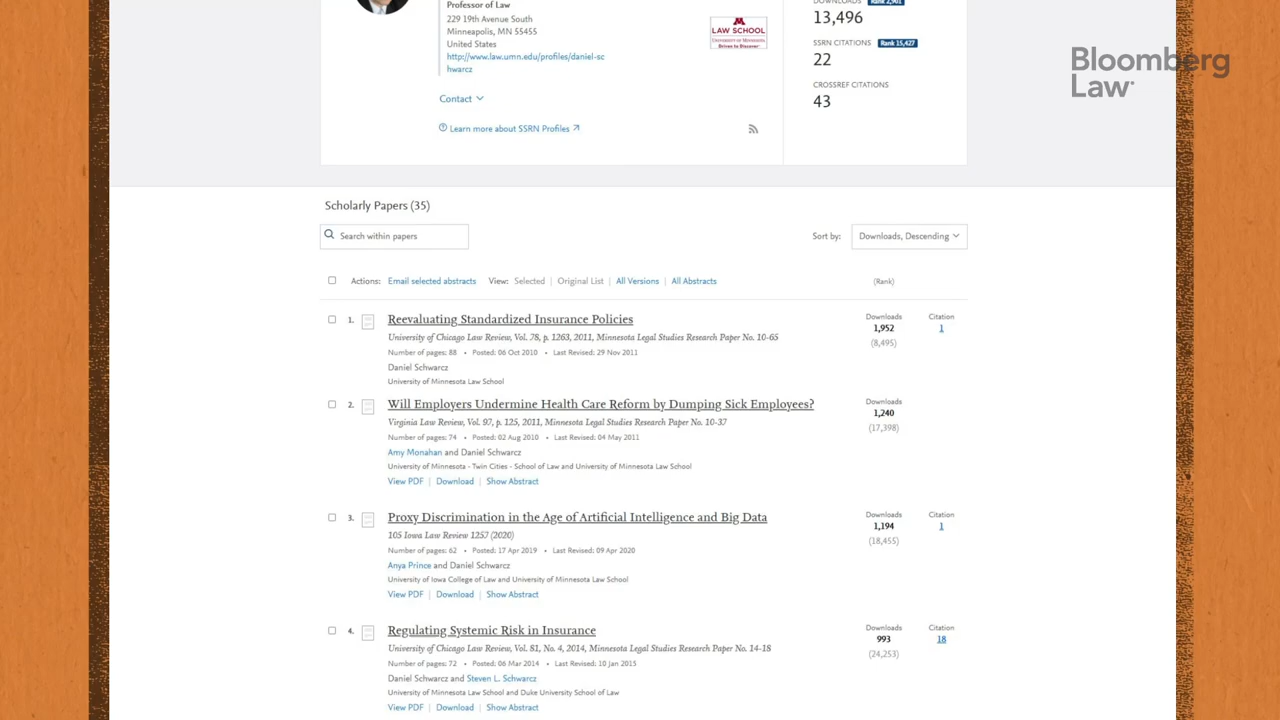 Professor of Law
229 19th Avenue South
Minneapolis, MN 55455
United States
http://www.law.umn.edu/profiles/daniel-sc
hwarcz
Contact
Learn more about SSRN Profiles
LAW SCHOOL
UNIVERSITY OF MINNESOTA
Driven to Discover
DOWNLOADS Rank 2,901
13,496
SSRN CITATIONS Rank 15,427
22
CROSSREF CITATIONS
43
Bloomberg
Law
Scholarly Papers (35)
Search within papers
Sort by: Downloads, Descending
Actions: Email selected abstracts View: Selected | Original List | All Versions | All Abstracts (Rank)
1. Reevaluating Standardized Insurance Policies
University of Chicago Law Review, Vol. 78, p. 1263, 2011, Minnesota Legal Studies Research Paper No. 10-65
Number of pages: 88 • Posted: 06 Oct 2010 • Last Revised: 29 Nov 2011
Daniel Schwarcz
University of Minnesota Law School
Downloads Citation
1,952 1
(8,495)
2. Will Employers Undermine Health Care Reform by Dumping Sick Employees?
Virginia Law Review, Vol. 97, p. 125, 2011, Minnesota Legal Studies Research Paper No. 10-37
Number of pages: 74 • Posted: 02 Aug 2010 • Last Revised: 04 May 2011
Amy Monahan and Daniel Schwarcz
University of Minnesota - Twin Cities - School of Law and University of Minnesota Law School
View PDF | Download | Show Abstract
Downloads
1,240
(17,398)
3. Proxy Discrimination in the Age of Artificial Intelligence and Big Data
105 Iowa Law Review 1257 (2020)
Number of pages: 62 • Posted: 17 Apr 2019 • Last Revised: 09 Apr 2020
Anya Prince and Daniel Schwarcz
University of Iowa College of Law and University of Minnesota Law School
View PDF | Download | Show Abstract
Downloads Citation
1,194 1
(18,455)
4. Regulating Systemic Risk in Insurance
University of Chicago Law Review, Vol. 81, No. 4, 2014, Minnesota Legal Studies Research Paper No. 14-18
Number of pages: 72 • Posted: 06 Mar 2014 • Last Revised: 10 Jan 2015
Daniel Schwarcz and Steven L. Schwarcz
University of Minnesota Law School and Duke University School of Law
View PDF | Download | Show Abstract
Downloads Citation
993 18
(24,253)